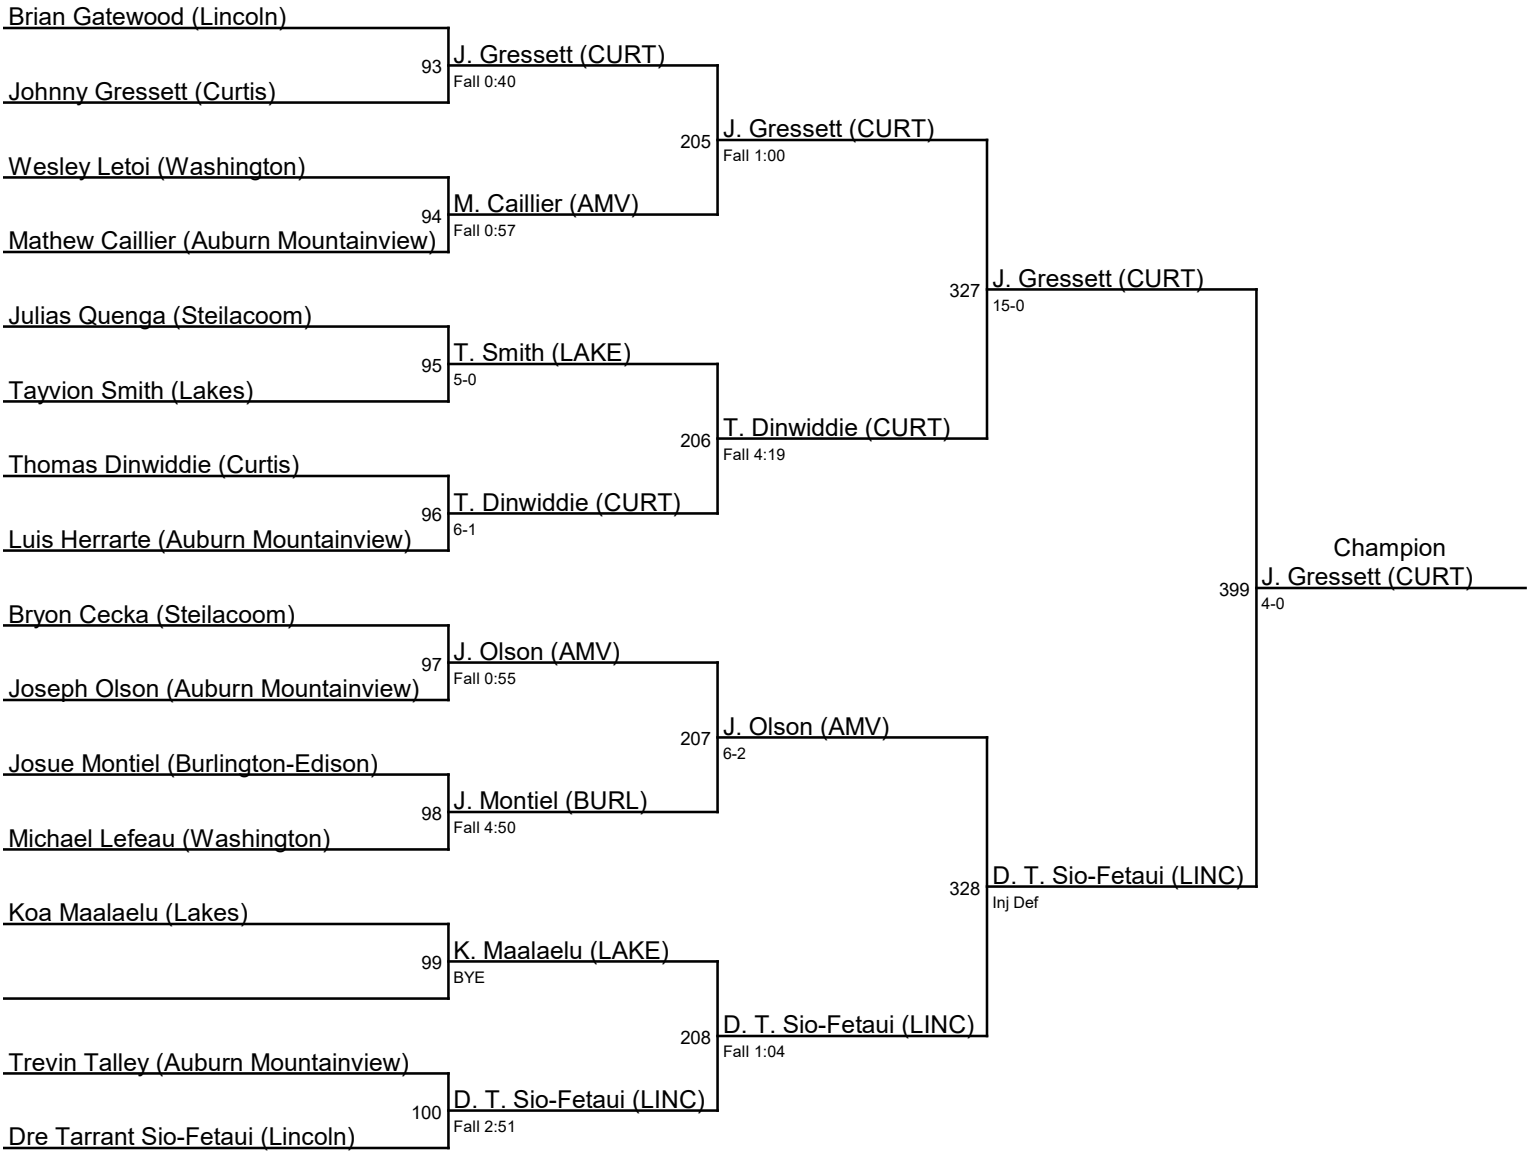 Brian Gatewood (Lincoln)
93
J. Gressett (CURT)
Fall 0:40
Johnny Gressett (Curtis)
205
J. Gressett (CURT)
Fall 1:00
Wesley Letoi (Washington)
94
M. Caillier (AMV)
Fall 0:57
Mathew Caillier (Auburn Mountainview)
327
J. Gressett (CURT)
15-0
Julias Quenga (Steilacoom)
95
T. Smith (LAKE)
5-0
Tayvion Smith (Lakes)
206
T. Dinwiddie (CURT)
Fall 4:19
Thomas Dinwiddie (Curtis)
96
T. Dinwiddie (CURT)
6-1
Luis Herrarte (Auburn Mountainview)
Champion
399
J. Gressett (CURT)
4-0
Bryon Cecka (Steilacoom)
97
J. Olson (AMV)
Fall 0:55
Joseph Olson (Auburn Mountainview)
207
J. Olson (AMV)
6-2
Josue Montiel (Burlington-Edison)
98
J. Montiel (BURL)
Fall 4:50
Michael Lefeau (Washington)
328
D. T. Sio-Fetaui (LINC)
Inj Def
Koa Maalaelu (Lakes)
99
K. Maalaelu (LAKE)
BYE
208
D. T. Sio-Fetaui (LINC)
Fall 1:04
Trevin Talley (Auburn Mountainview)
100
D. T. Sio-Fetaui (LINC)
Fall 2:51
Dre Tarrant Sio-Fetaui (Lincoln)